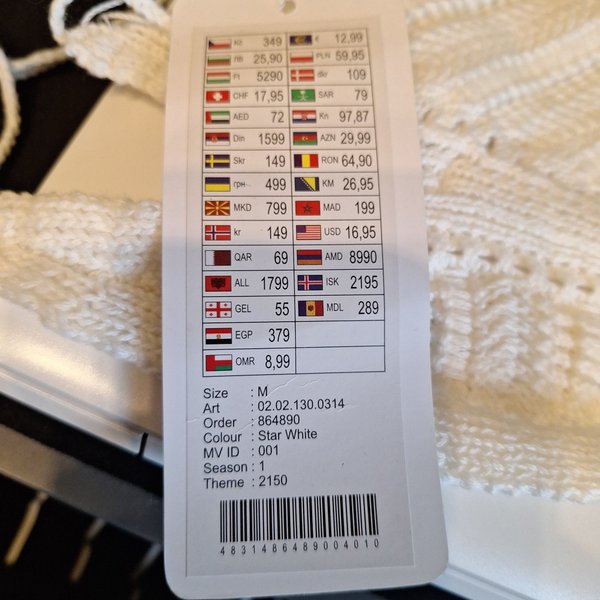 Kč 349 € 12,99
ЛВ 25,90 PLN 59,95
Ft 5290 dkr 109
CHF 17,95 SAR 79
AED 72 Kn 97,87
Din 1599 AZN 29,99
Skr 149 RON 64,90
грн 499 KM 26,95
MKD 799 MAD 199
kr 149 USD 16,95
QAR 69 AMD 8990
ALL 1799 ISK 2195
GEL 55 MDL 289
EGP 379
OMR 8,99
Size : M
Art : 02.02.130.0314
Order : 864890
Colour : Star White
MV ID : 001
Season : 1
Theme : 2150
4831486489004010